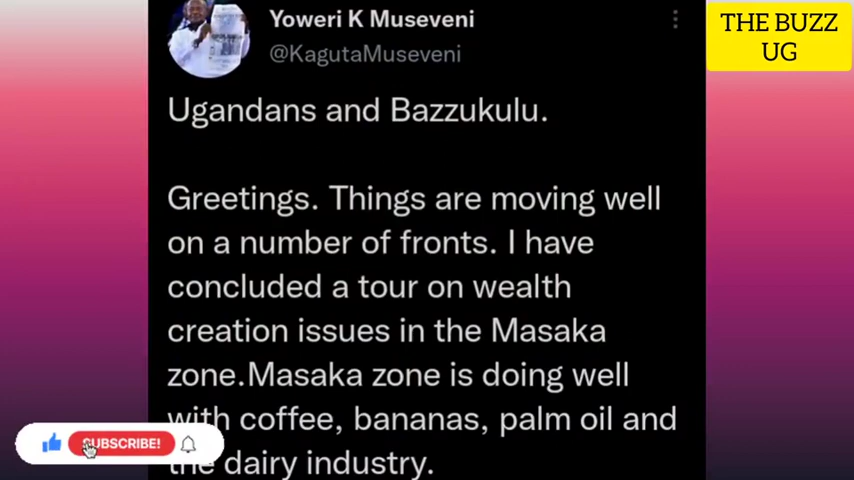 Yoweri K Museveni
@KagutaMuseveni
THE BUZZ
UG
Ugandans and Bazzukulu.
Greetings. Things are moving well
on a number of fronts. I have
concluded a tour on wealth
creation issues in the Masaka
zone.Masaka zone is doing well
with coffee, bananas, palm oil and
the dairy industry.
SUBSCRIBE!